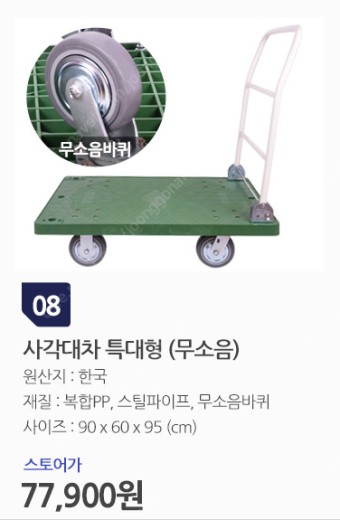 무소음바퀴
08
사각대차 특대형 (무소음)
원산지 : 한국
재질 : 복합PP, 스틸파이프, 무소음바퀴
사이즈 : 90 x 60 x 95 (cm)
스토어가
77,900원